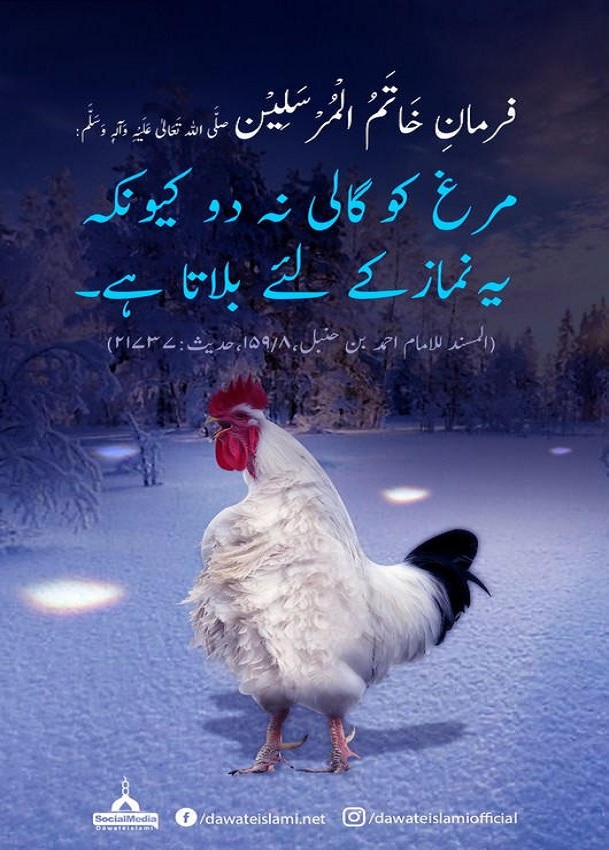 فرمانِ خَاتَمُ الْمُرْسَلِیْن صلَّی اللہ تَعَالٰی عَلَیْہِ وَاٰلِہٖ وَسَلَّم:
مرغ کو گالی نہ دو کیونکہ
یہ نماز کے لئے بلاتا ہے۔
(المسند للامام احمد بن حنبل، ۸/۱۵۹، حدیث: ۲۱۷۳۷)
SocialMedia
Dawateislami
/dawateislami.net
/dawateislamiofficial